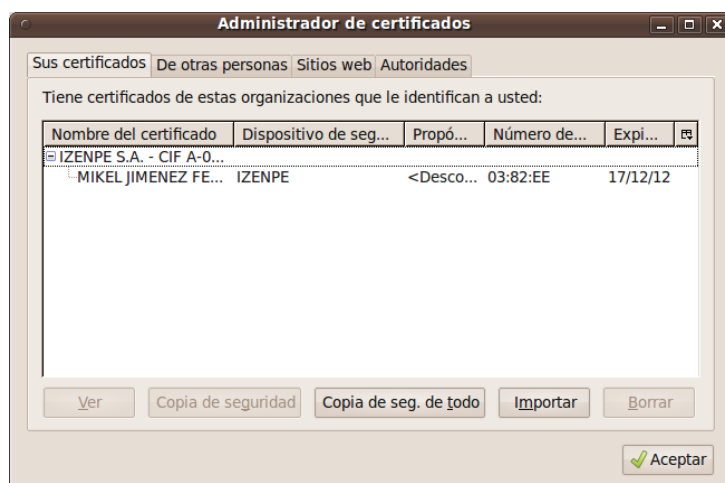 Administrador de certificados
Sus certificados De otras personas Sitios web Autoridades
Tiene certificados de estas organizaciones que le identifican a usted:
Nombre del certificado Dispositivo de seg... Propó... Número de... Expi...
IZENPE S.A. - CIF A-0...
MIKEL JIMENEZ FE... IZENPE <Desco... 03:82:EE 17/12/12
Ver Copia de seguridad Copia de seg. de todo Importar Borrar
Aceptar